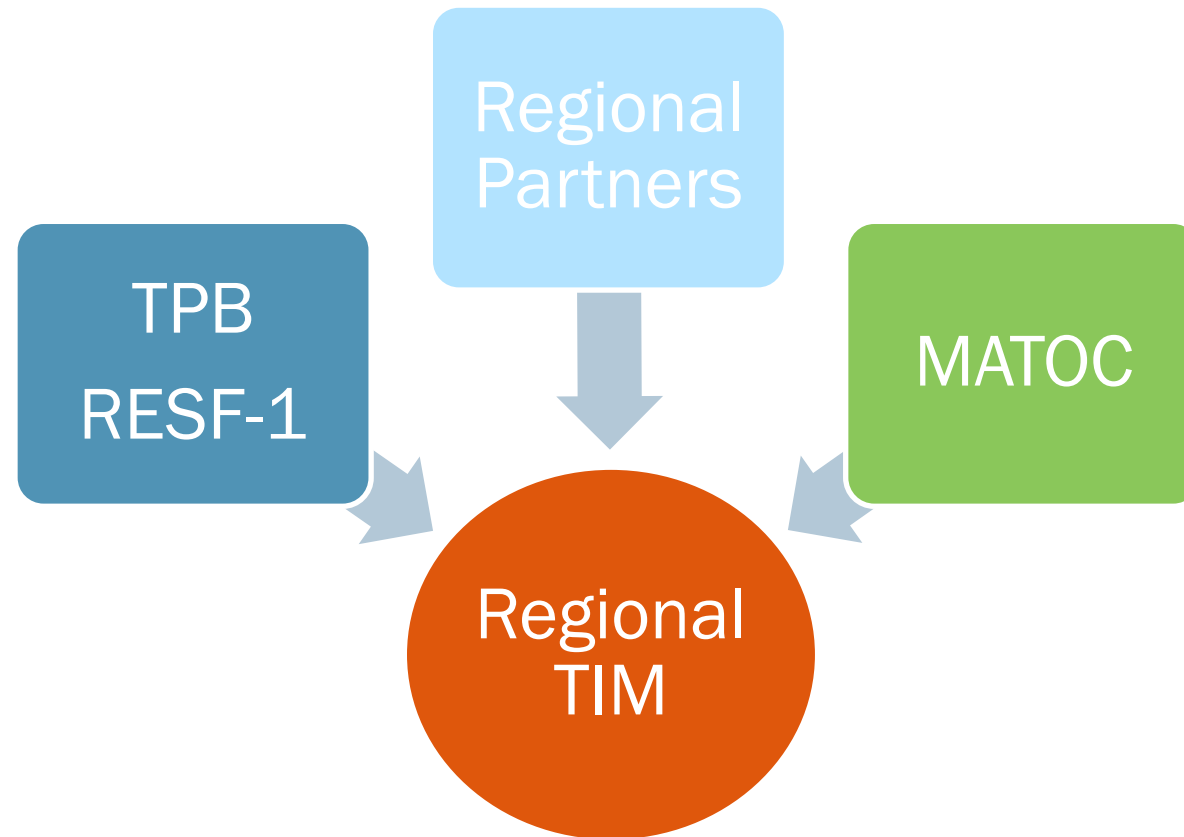 Regional
Partners
TPB
RESF-1
MATOC
Regional
TIM